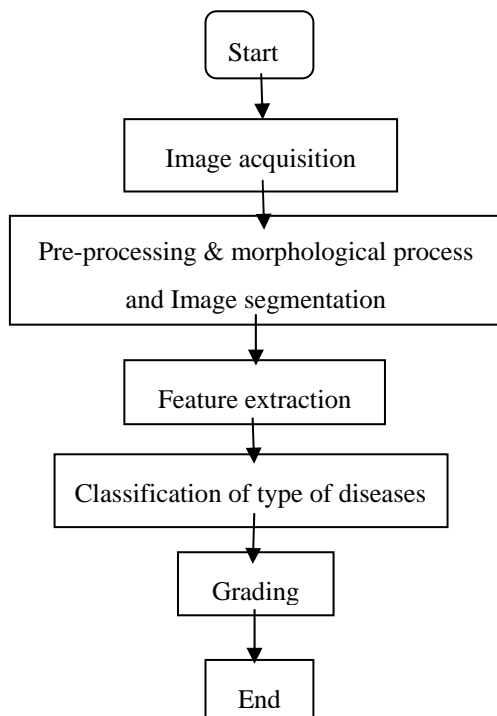 Start
Image acquisition
Pre-processing & morphological process
and Image segmentation
Feature extraction
Classification of type of diseases
Grading
End